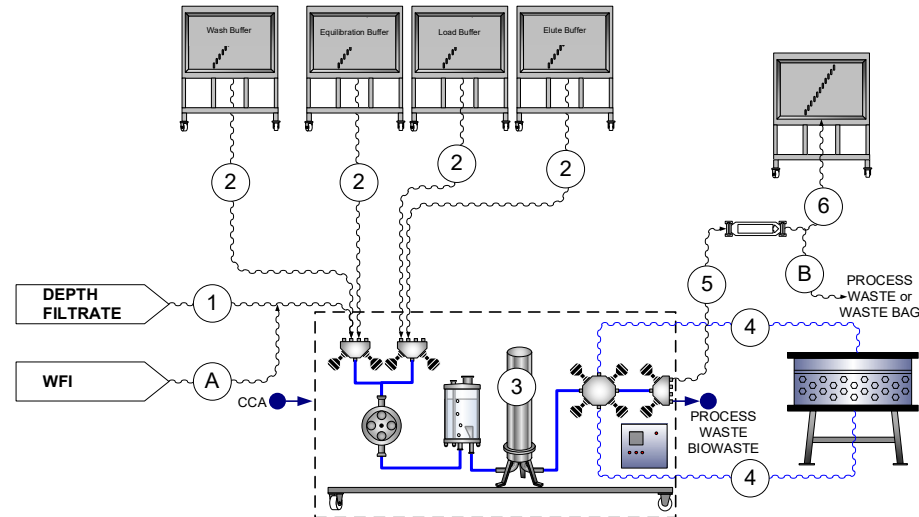 Wash Buffer
Equilibration Buffer
Load Buffer
Elute Buffer
2
2
2
2
6
5
B
PROCESS
WASTE or
WASTE BAG
DEPTH
FILTRATE
1
4
WFI
A
CCA
3
PROCESS
WASTE
BIOWASTE
4